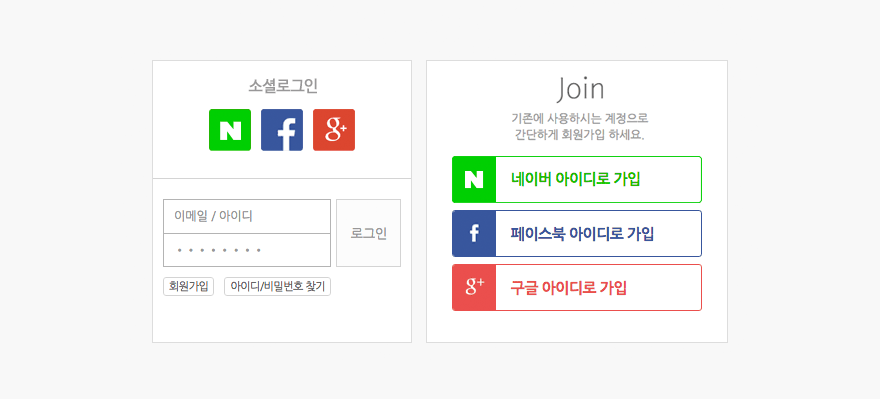 소셜로그인
N f g+
이메일 / 아이디
••••••••
로그인
회원가입 아이디/비밀번호 찾기
Join
기존에 사용하시는 계정으로
간단하게 회원가입 하세요.
N 네이버 아이디로 가입
f 페이스북 아이디로 가입
g+ 구글 아이디로 가입